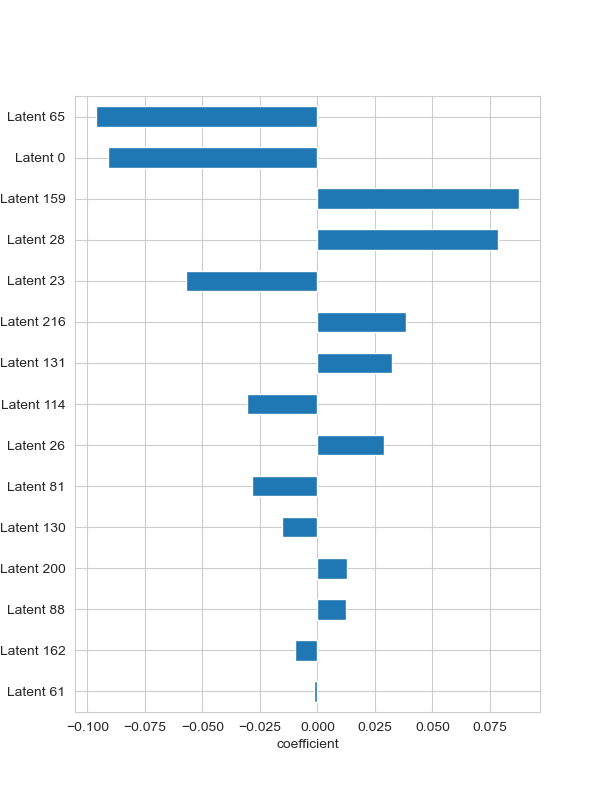 Latent 65
Latent 0
Latent 159
Latent 28
Latent 23
Latent 216
Latent 131
Latent 114
Latent 26
Latent 81
Latent 130
Latent 200
Latent 88
Latent 162
Latent 61
−0.100 −0.075 −0.050 −0.025 0.000 0.025 0.050 0.075
coefficient